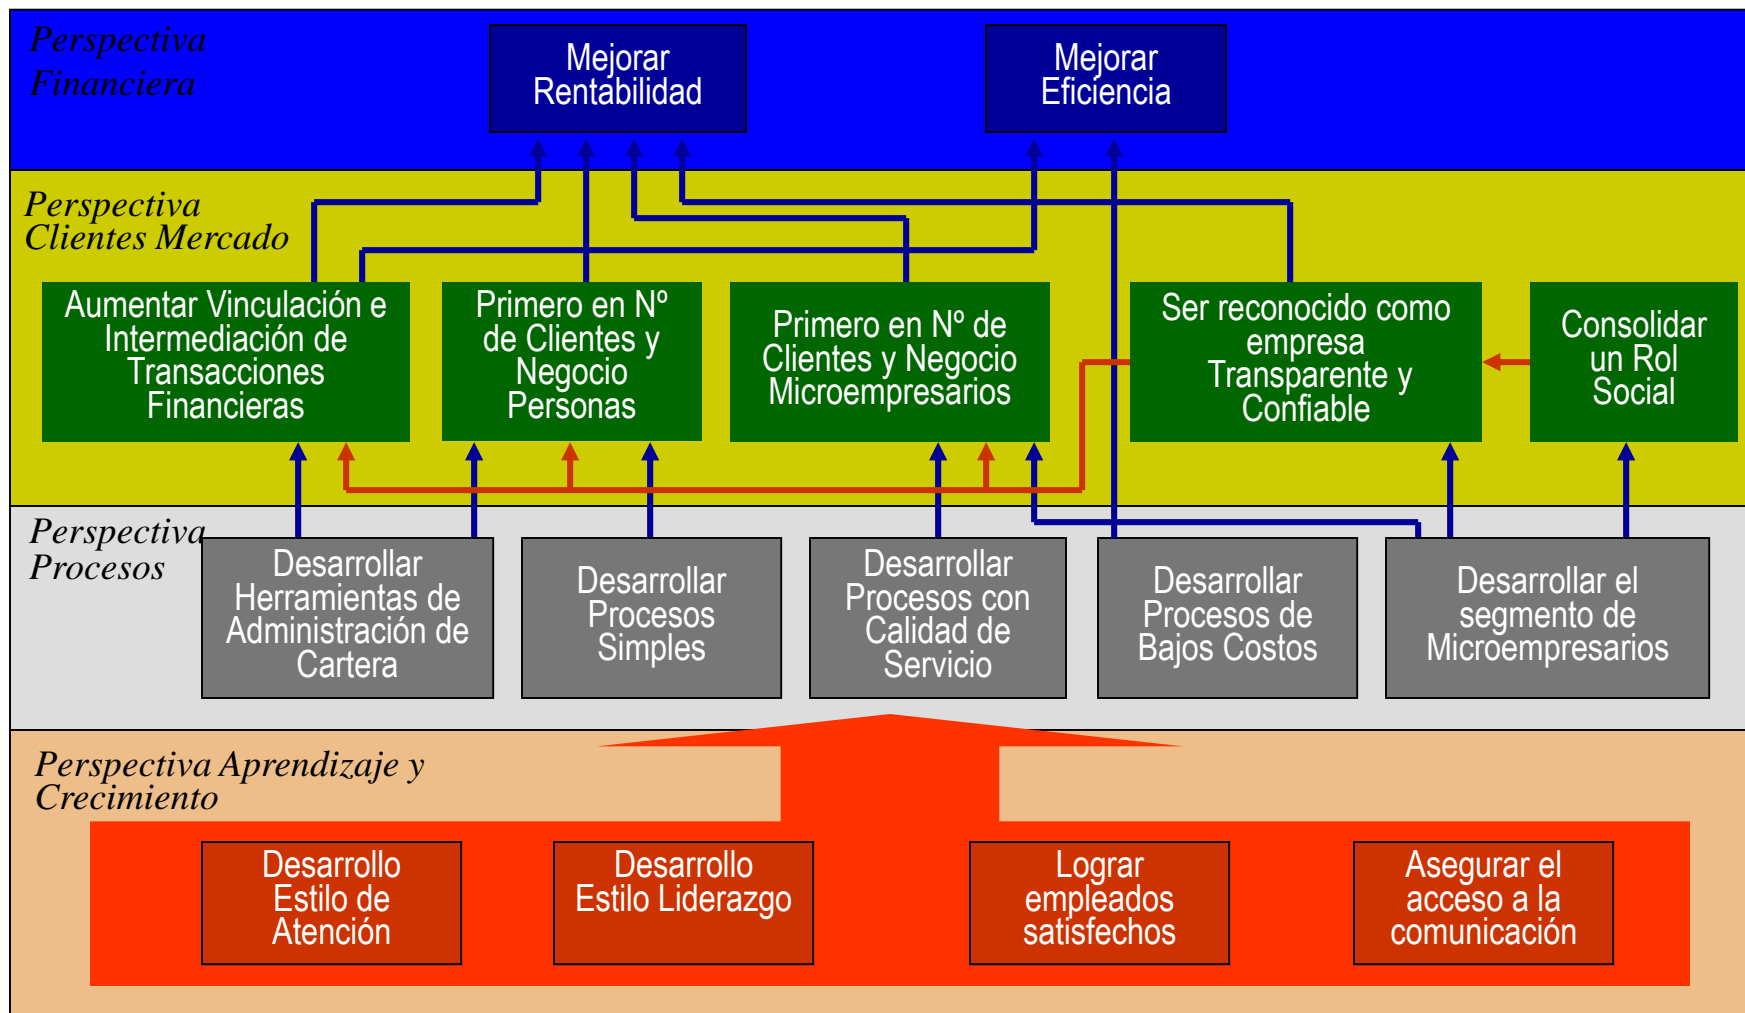 Perspectiva
Financiera
Mejorar
Rentabilidad
Mejorar
Eficiencia
Perspectiva
Clientes Mercado
Aumentar Vinculación e
Intermediación de
Transacciones
Financieras
Primero en Nº
de Clientes y
Negocio
Personas
Primero en Nº de
Clientes y Negocio
Microempresarios
Ser reconocido como
empresa
Transparente y
Confiable
Consolidar
un Rol
Social
Perspectiva
Procesos
Desarrollar
Herramientas de
Administración de
Cartera
Desarrollar
Procesos
Simples
Desarrollar
Procesos con
Calidad de
Servicio
Desarrollar
Procesos de
Bajos Costos
Desarrollar el
segmento de
Microempresarios
Perspectiva Aprendizaje y
Crecimiento
Desarrollo
Estilo de
Atención
Desarrollo
Estilo Liderazgo
Lograr
empleados
satisfechos
Asegurar el
acceso a la
comunicación